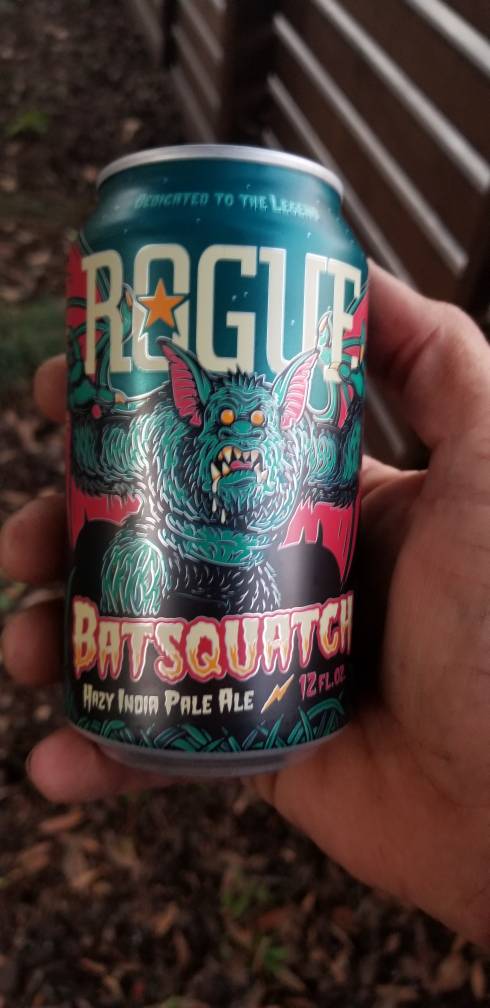 DEDICATED TO THE LEGEND
ROGUE
BATSQUATCH
HAZY INDIA PALE ALE 12 FL. OZ.